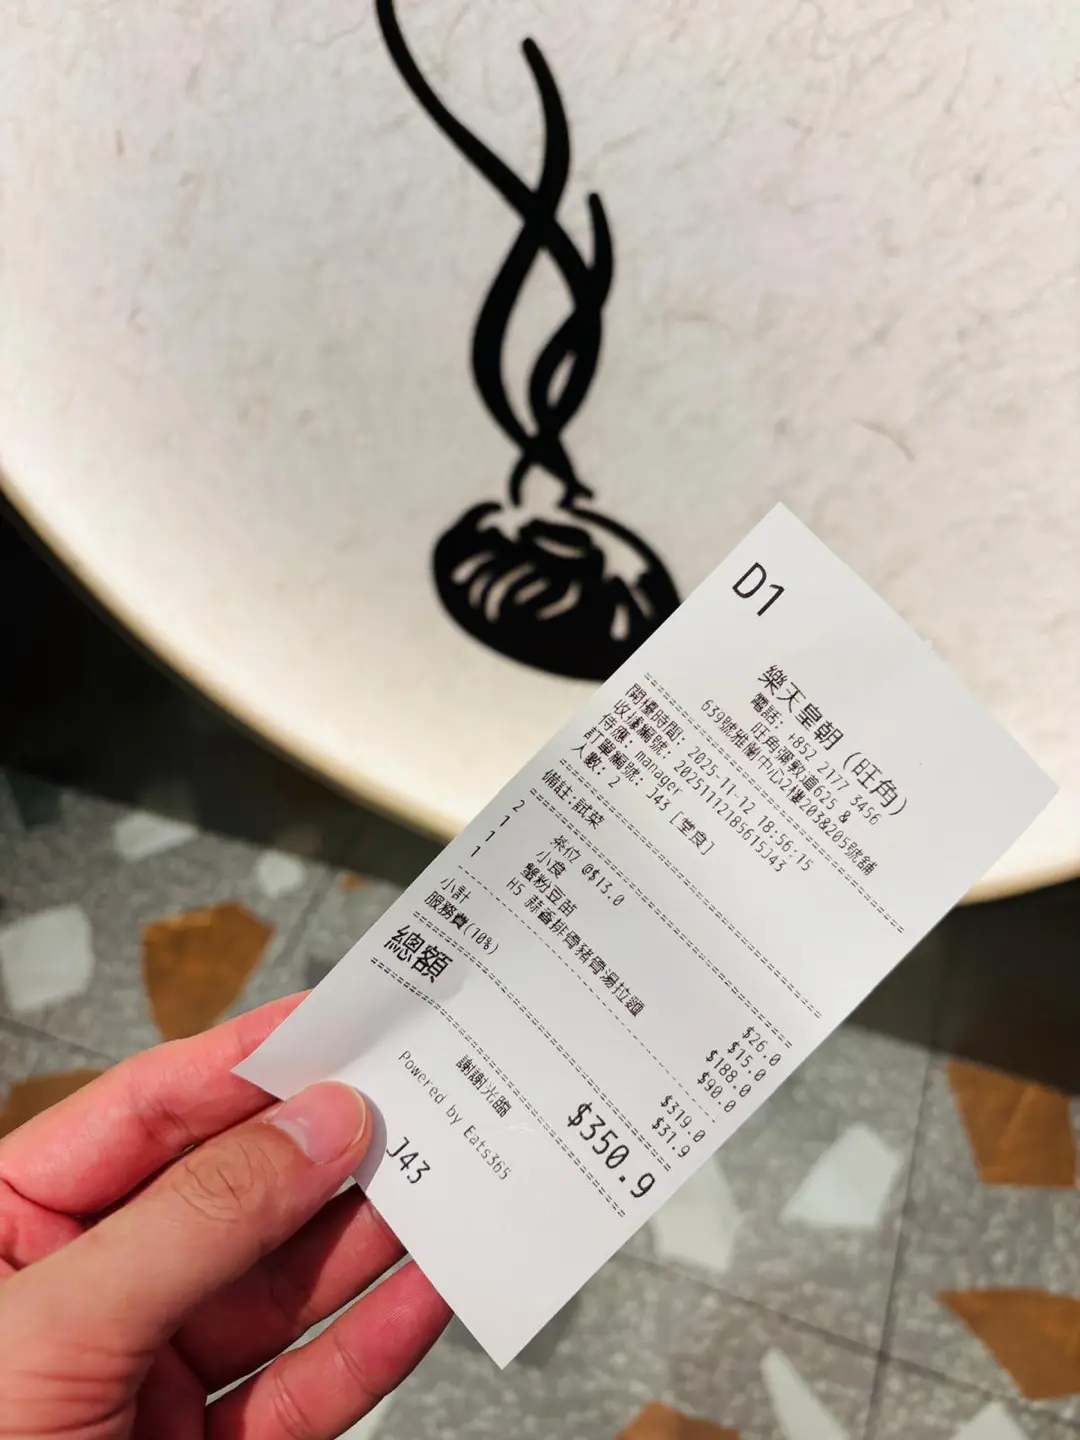 D1
樂天皇朝 (旺角)
電話: +852 2177 3456
旺角彌敦道625 &
639號雅蘭中心2樓203&205號舖
開檯時間: 2025-11-12 18:56:15
收據編號: 20251112185615J43
侍應: manager
訂單編號: J43 [堂食]
人數: 2
備註:試菜
2 茶位 @$13.0 $26.0
1 小食 $15.0
1 蟹粉豆苗 $188.0
1 H5 蒜香排骨豬骨湯拉麵 $90.0
小計 $319.0
服務費(10%) $31.9
總額 $350.9
謝謝光臨
Powered by Eats365
J43